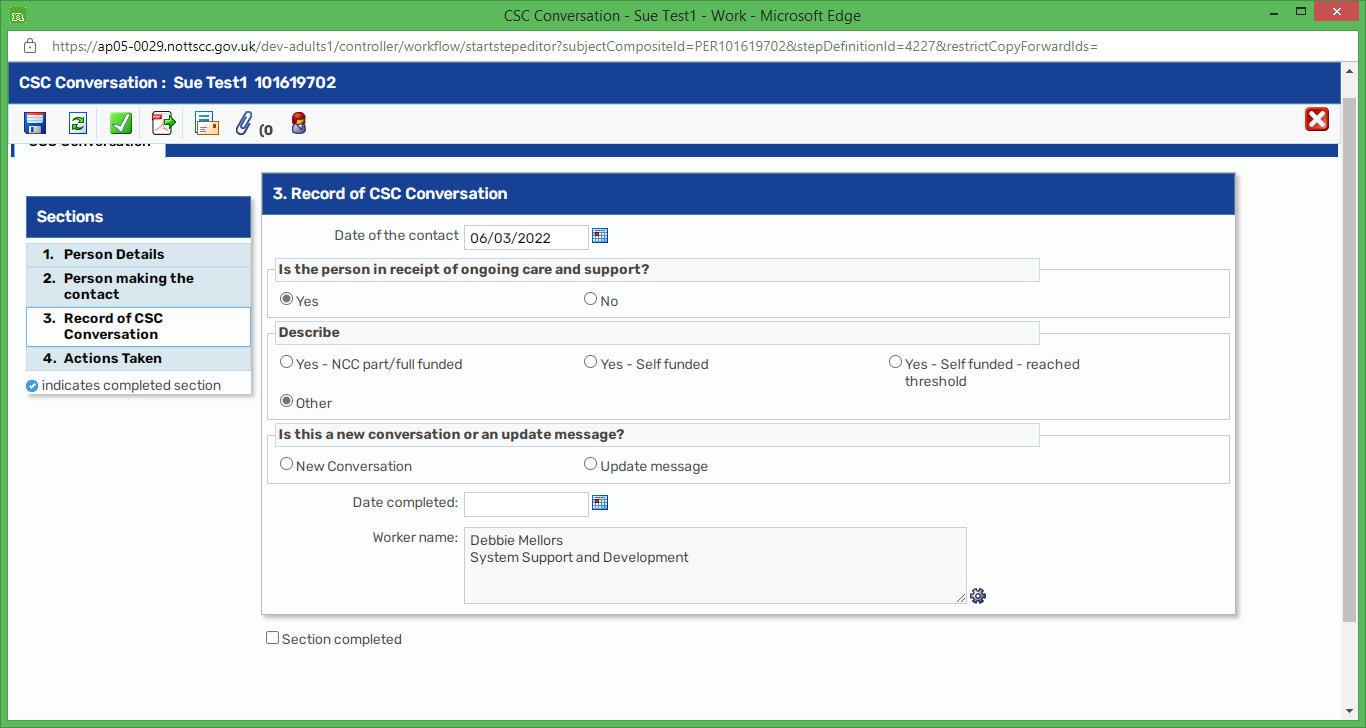 CSC Conversation - Sue Test1 - Work - Microsoft Edge
https://ap05-0029.nottscc.gov.uk/dev-adults1/controller/workflow/startstepeditor?subjectCompositeId=PER101619702&stepDefinitionId=4227&restrictCopyForwardIds=
CSC Conversation : Sue Test1 101619702
(0
CSC Conversation
Sections
1. Person Details
2. Person making the
contact
3. Record of CSC
Conversation
4. Actions Taken
indicates completed section
3. Record of CSC Conversation
Date of the contact 06/03/2022
Is the person in receipt of ongoing care and support?
Yes No
Describe
Yes - NCC part/full funded Yes - Self funded Yes - Self funded - reached
threshold
Other
Is this a new conversation or an update message?
New Conversation Update message
Date completed:
Worker name: Debbie Mellors
System Support and Development
Section completed